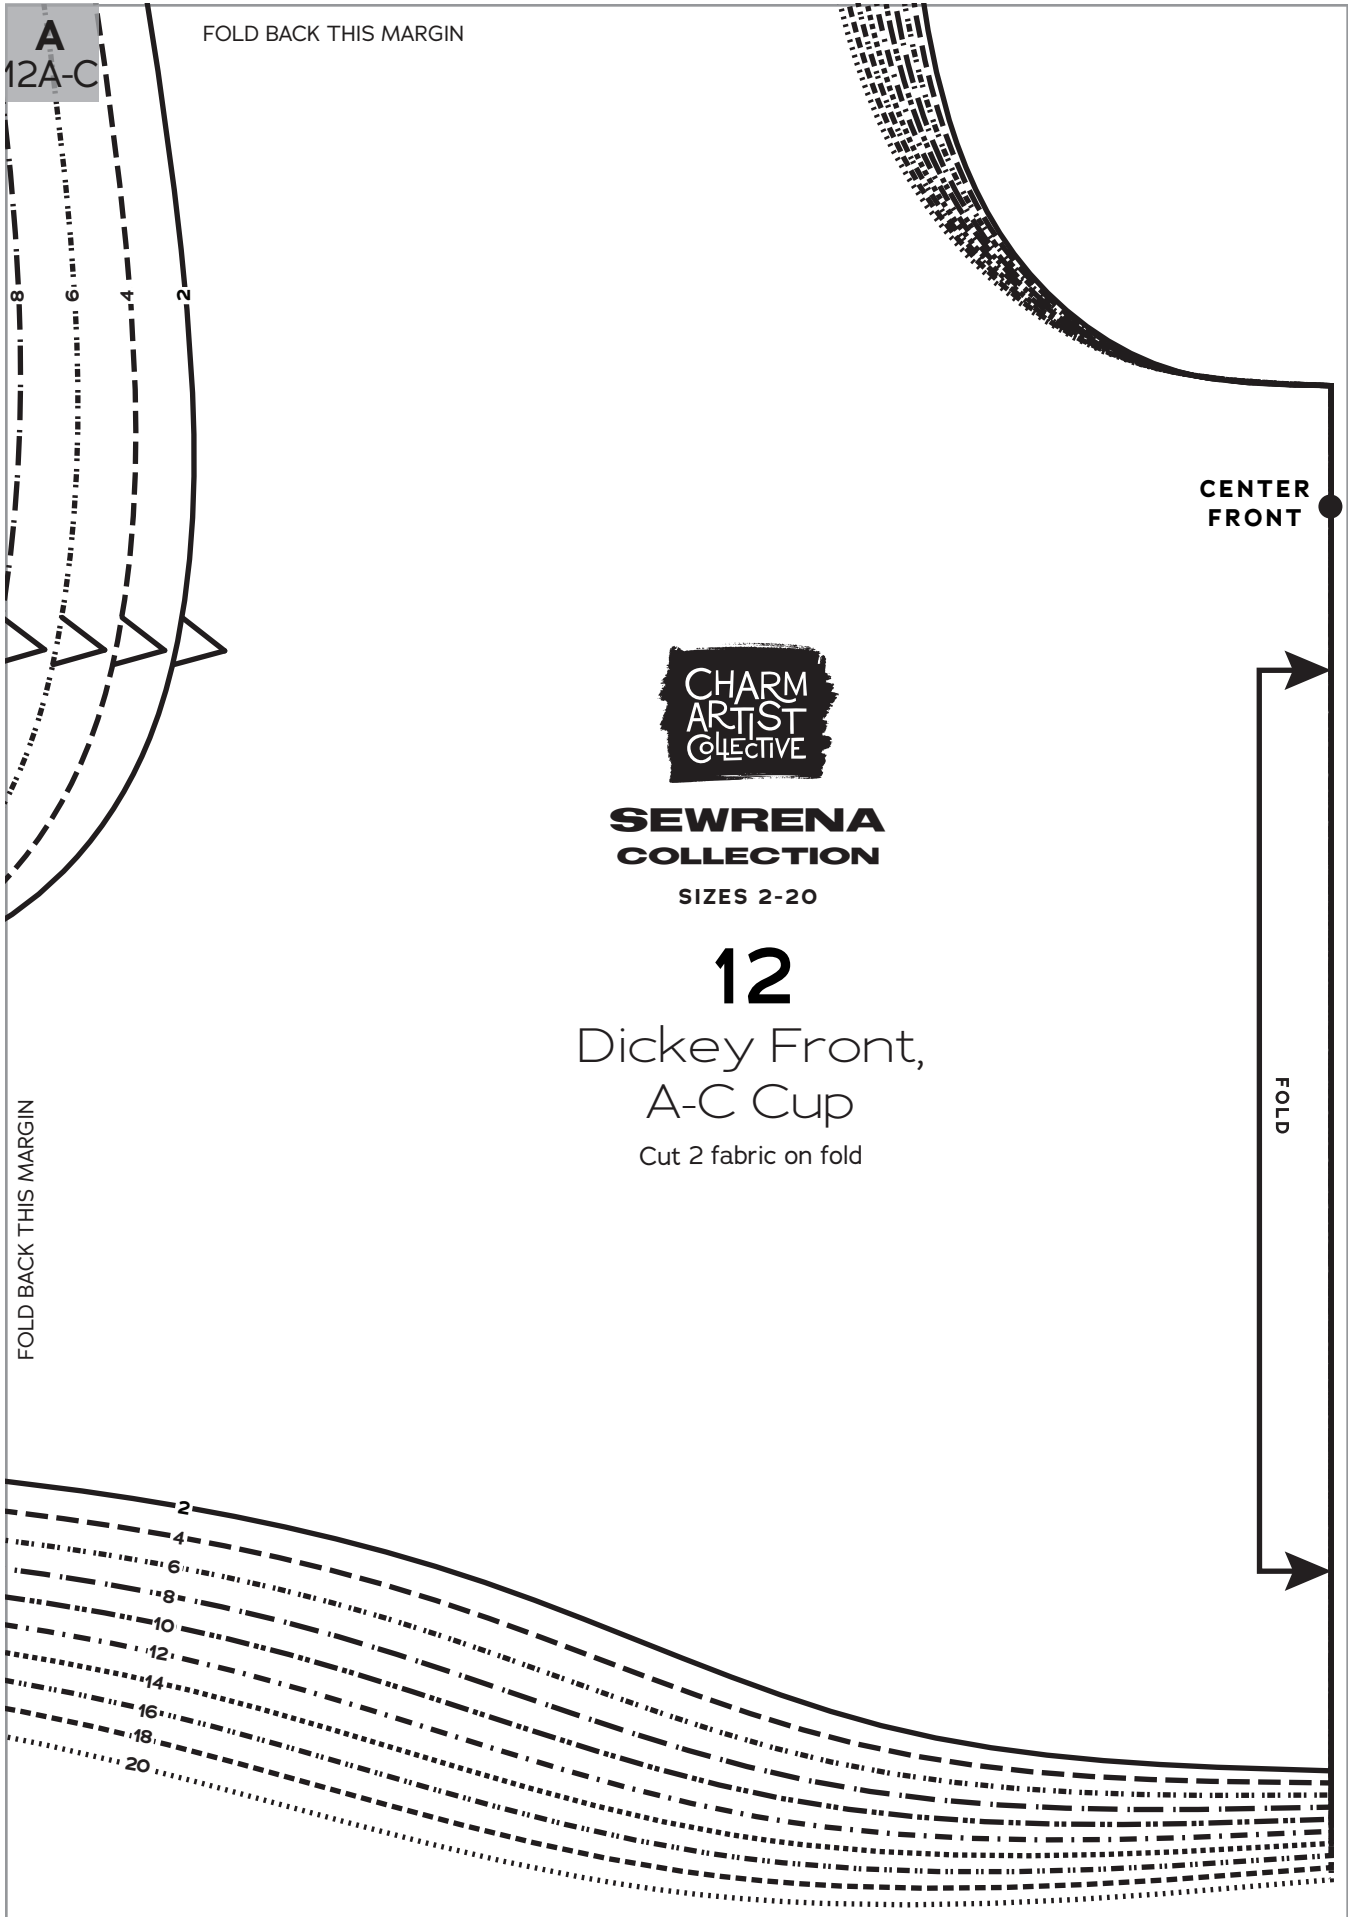 A
12A-C
FOLD BACK THIS MARGIN
8
6
4
2
CENTER
FRONT
CHARM
ARTIST
COLLECTIVE
SEWRENA
COLLECTION
SIZES 2-20
12
Dickey Front,
A-C Cup
Cut 2 fabric on fold
FOLD
FOLD BACK THIS MARGIN
2
4
6
8
10
12
14
16
18
20